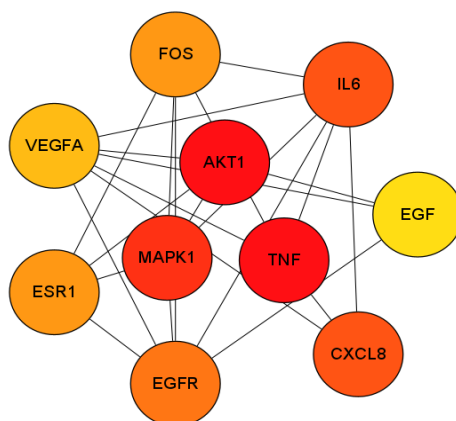 FOS
IL6
VEGFA
AKT1
EGF
MAPK1
TNF
ESR1
CXCL8
EGFR